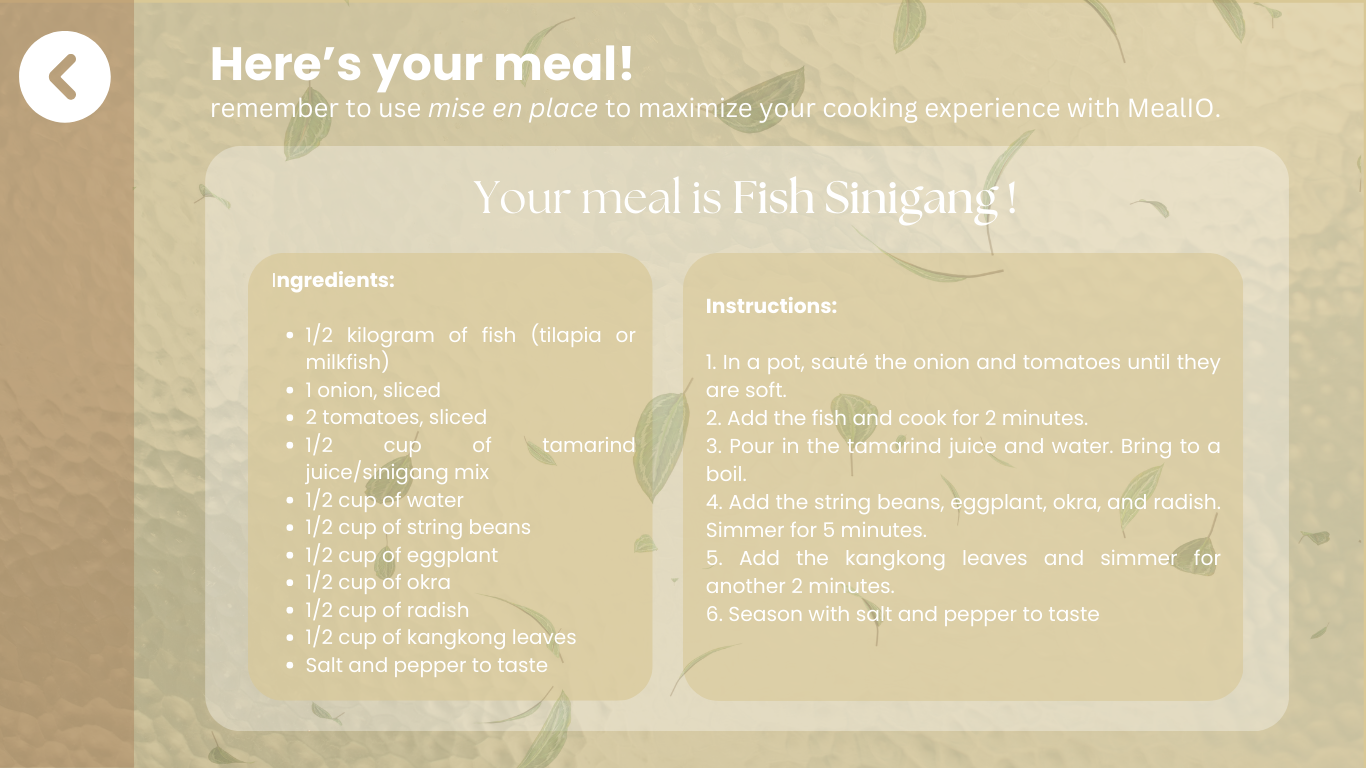 Here’s your meal!
remember to use mise en place to maximize your cooking experience with MealIO.
Your meal is Fish Sinigang !
Ingredients:
• 1/2 kilogram of fish (tilapia or
milkfish)
• 1 onion, sliced
• 2 tomatoes, sliced
• 1/2 cup of tamarind
juice/sinigang mix
• 1/2 cup of water
• 1/2 cup of string beans
• 1/2 cup of eggplant
• 1/2 cup of okra
• 1/2 cup of radish
• 1/2 cup of kangkong leaves
• Salt and pepper to taste
Instructions:
1. In a pot, sauté the onion and tomatoes until they
are soft.
2. Add the fish and cook for 2 minutes.
3. Pour in the tamarind juice and water. Bring to a
boil.
4. Add the string beans, eggplant, okra, and radish.
Simmer for 5 minutes.
5. Add the kangkong leaves and simmer for
another 2 minutes.
6. Season with salt and pepper to taste